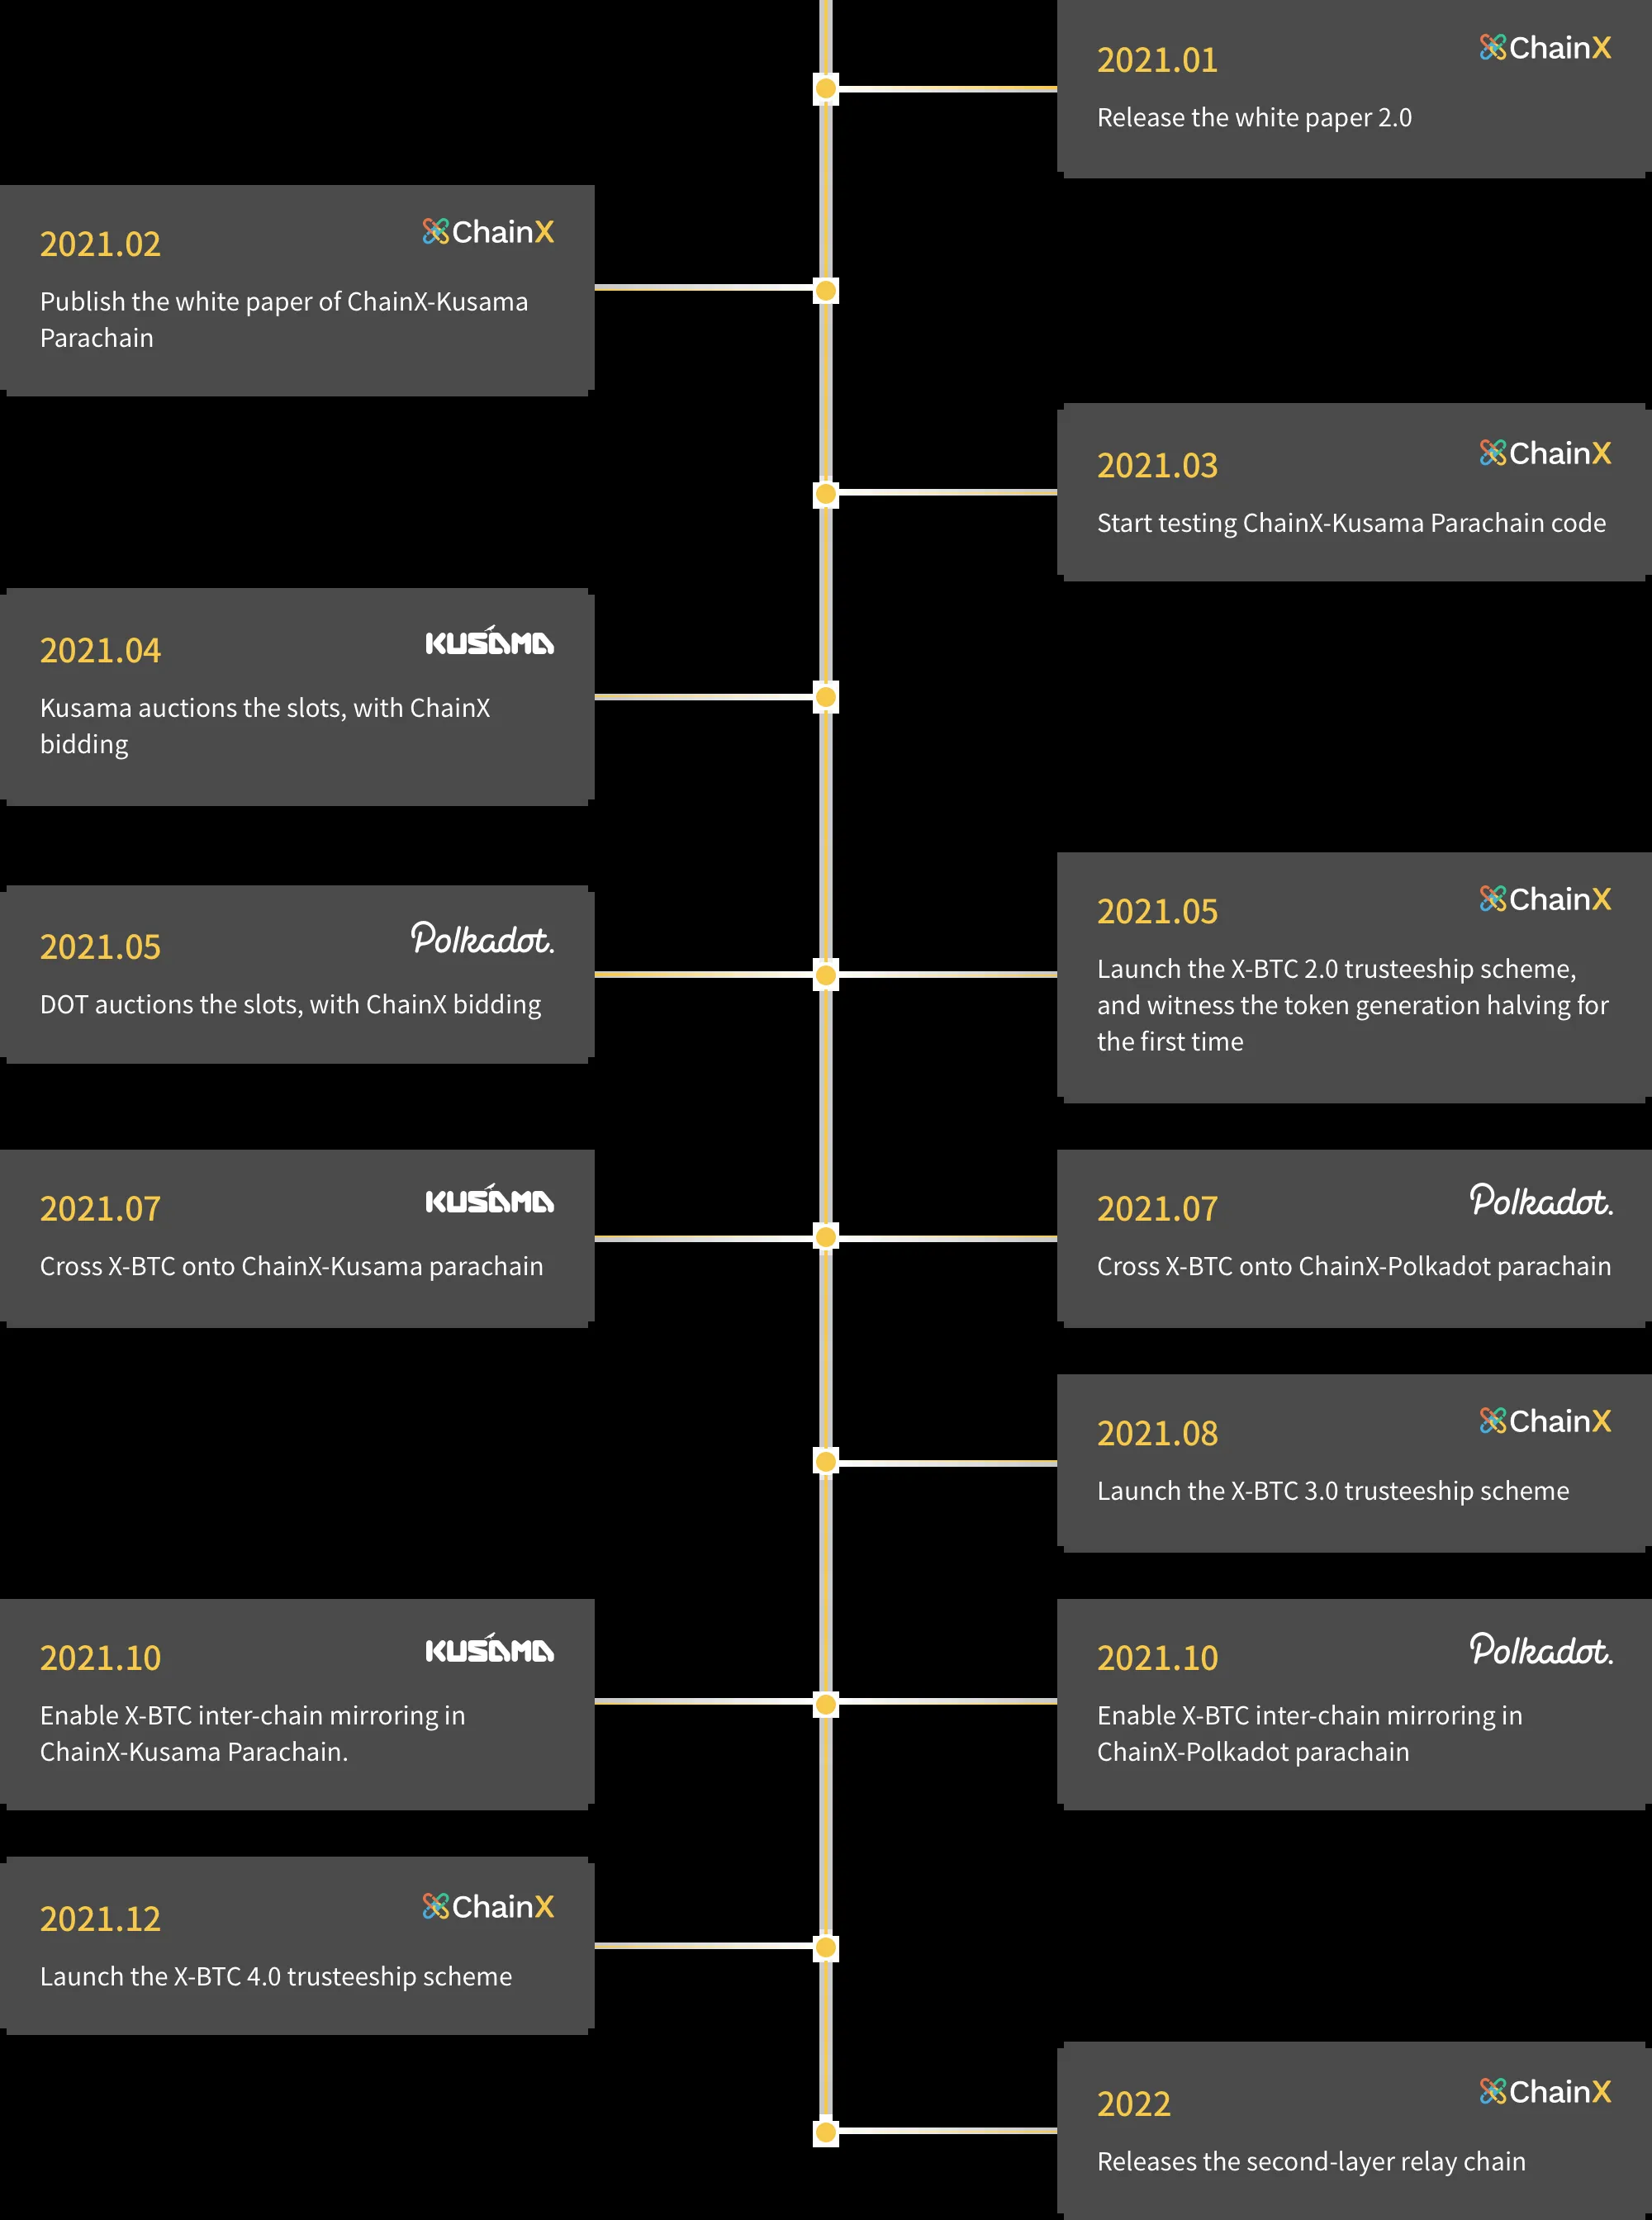 2021.01
ChainX
Release the white paper 2.0
2021.02
ChainX
Publish the white paper of ChainX-Kusama
Parachain
2021.03
ChainX
Start testing ChainX-Kusama Parachain code
2021.04
KUSAMA
Kusama auctions the slots, with ChainX
bidding
2021.05
Polkadot.
DOT auctions the slots, with ChainX bidding
2021.05
ChainX
Launch the X-BTC 2.0 trusteeship scheme,
and witness the token generation halving for
the first time
2021.07
KUSAMA
Cross X-BTC onto ChainX-Kusama parachain
2021.07
Polkadot.
Cross X-BTC onto ChainX-Polkadot parachain
2021.08
ChainX
Launch the X-BTC 3.0 trusteeship scheme
2021.10
KUSAMA
Enable X-BTC inter-chain mirroring in
ChainX-Kusama Parachain.
2021.10
Polkadot.
Enable X-BTC inter-chain mirroring in
ChainX-Polkadot parachain
2021.12
ChainX
Launch the X-BTC 4.0 trusteeship scheme
2022
ChainX
Releases the second-layer relay chain